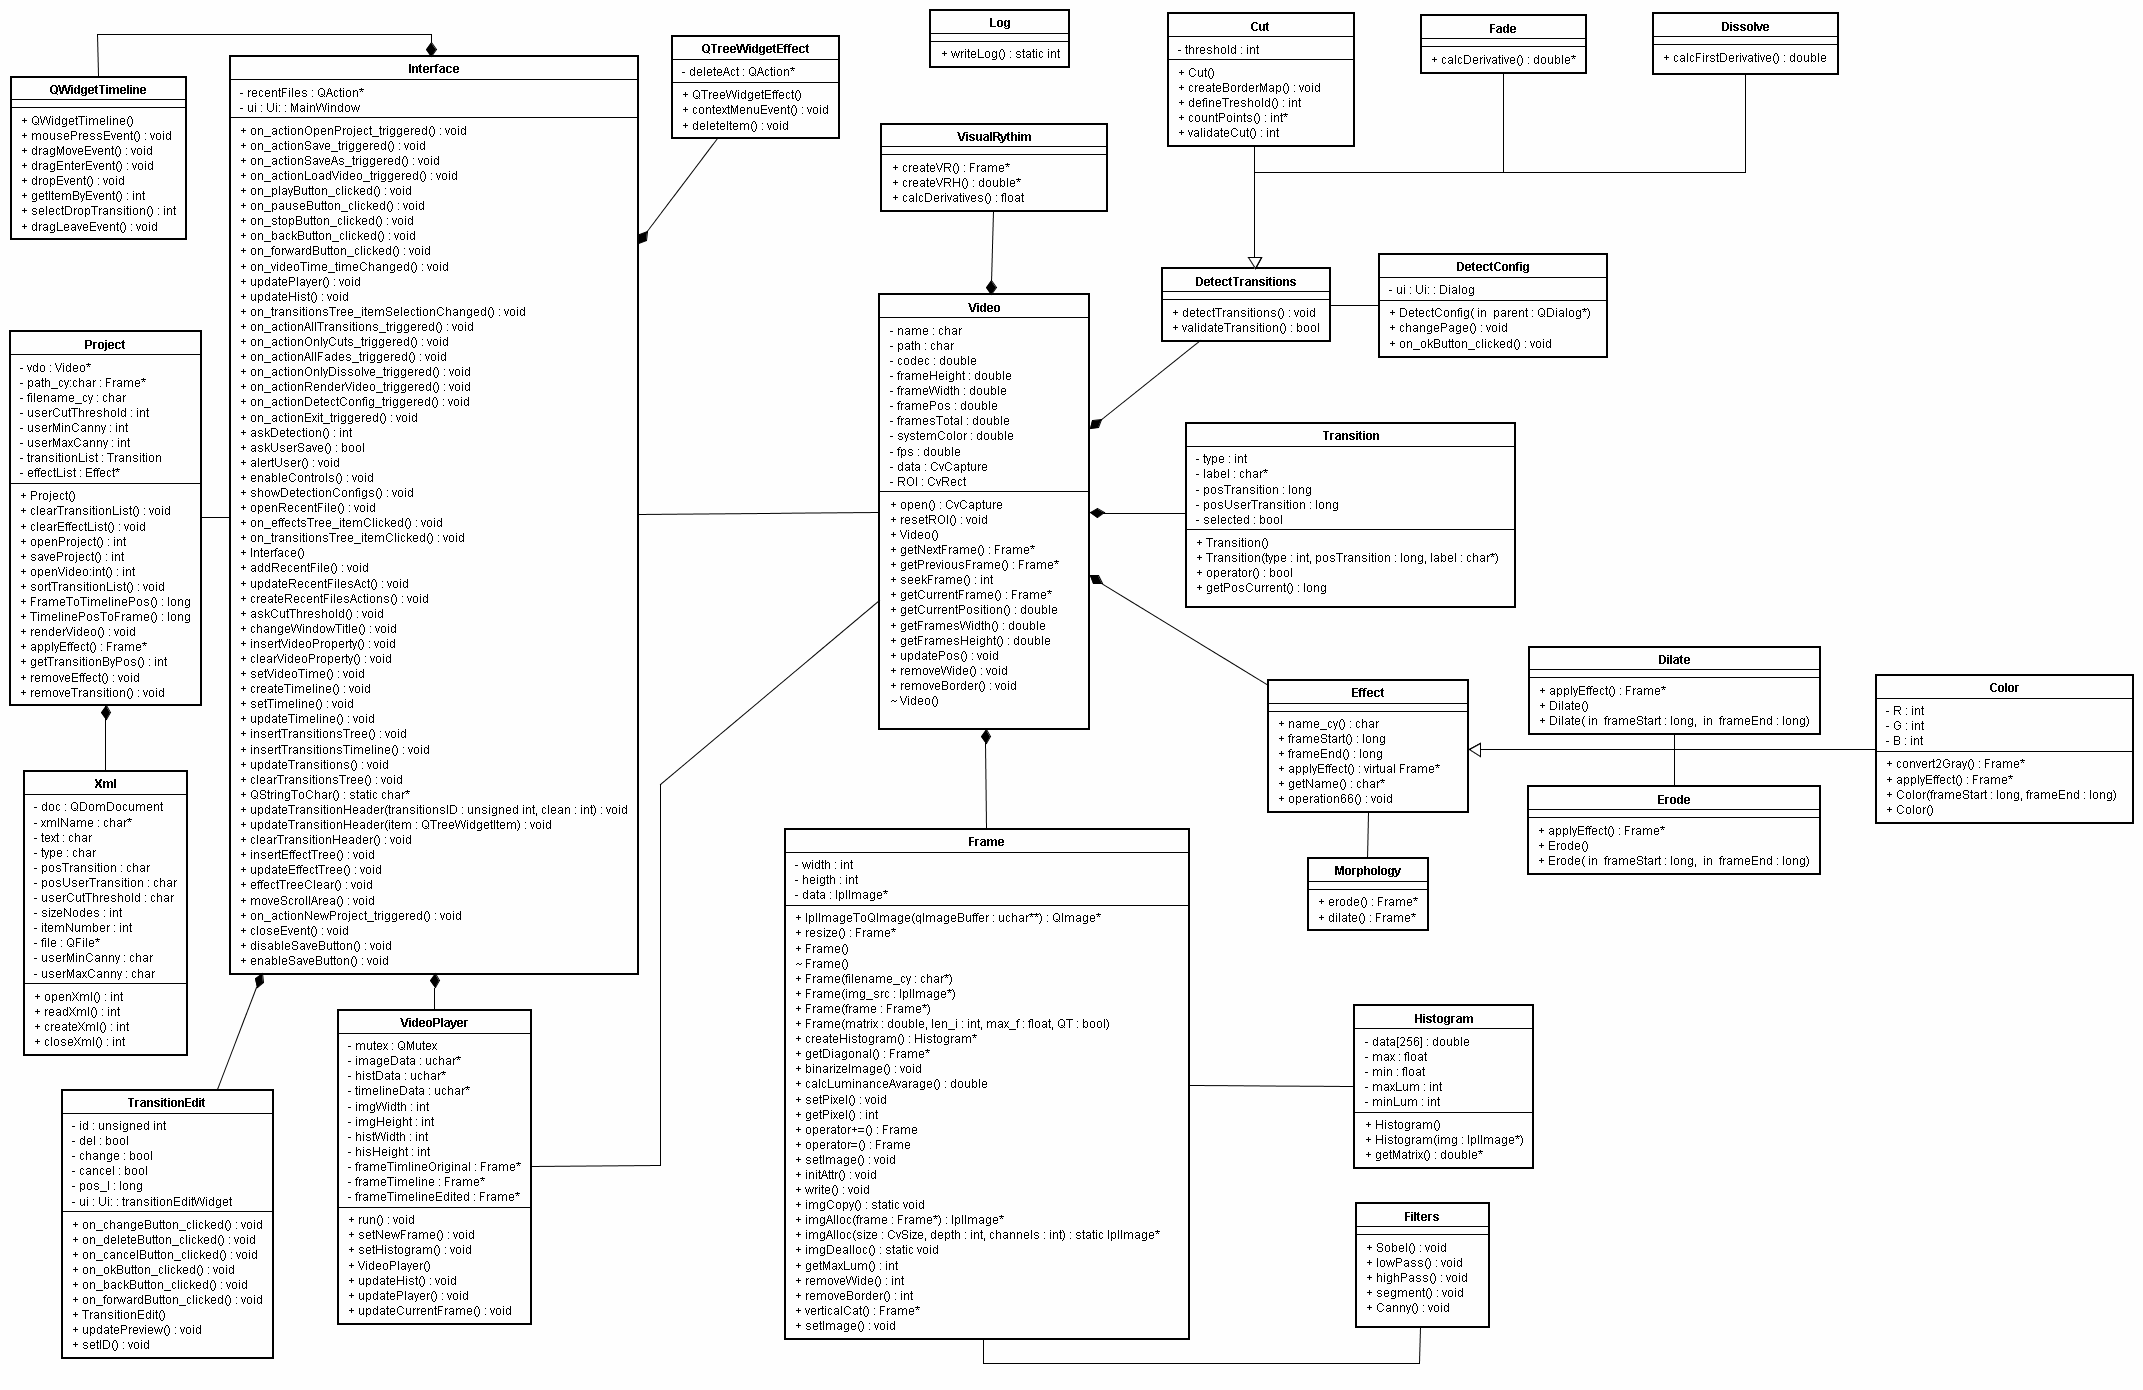 QWidgetTimeline
+ QWidgetTimeline()
+ mousePressEvent() : void
+ dragMoveEvent() : void
+ dragEnterEvent() : void
+ dropEvent() : void
+ getItemByEvent() : int
+ selectDropTransition() : int
+ dragLeaveEvent() : void
Interface
- recentFiles : QAction*
- ui : Ui: : MainWindow
+ on_actionOpenProject_triggered() : void
+ on_actionSave_triggered() : void
+ on_actionSaveAs_triggered() : void
+ on_actionLoadVideo_triggered() : void
+ on_playButton_clicked() : void
+ on_pauseButton_clicked() : void
+ on_stopButton_clicked() : void
+ on_backButton_clicked() : void
+ on_forwardButton_clicked() : void
+ on_videoTime_timeChanged() : void
+ updatePlayer() : void
+ updateHist() : void
+ on_transitionsTree_itemSelectionChanged() : void
+ on_actionAllTransitions_triggered() : void
+ on_actionOnlyCuts_triggered() : void
+ on_actionAllFades_triggered() : void
+ on_actionOnlyDissolve_triggered() : void
+ on_actionRenderVideo_triggered() : void
+ on_actionDetectConfig_triggered() : void
+ on_actionExit_triggered() : void
+ askDetection() : int
+ askUserSave() : bool
+ alertUser() : void
+ enableControls() : void
+ showDetectionConfigs() : void
+ openRecentFile() : void
+ on_effectsTree_itemClicked() : void
+ on_transitionsTree_itemClicked() : void
+ Interface()
+ addRecentFile() : void
+ updateRecentFilesAct() : void
+ createRecentFilesActions() : void
+ askCutThreshold() : void
+ changeWindowTitle() : void
+ insertVideoProperty() : void
+ clearVideoProperty() : void
+ setVideoTime() : void
+ createTimeline() : void
+ setTimeline() : void
+ updateTimeline() : void
+ insertTransitionsTree() : void
+ insertTransitionsTimeline() : void
+ updateTransitions() : void
+ clearTransitionsTree() : void
+ QStringToChar() : static char*
+ updateTransitionHeader(transitionsID : unsigned int, clean : int) : void
+ updateTransitionHeader(item : QTreeWidgetItem) : void
+ clearTransitionHeader() : void
+ insertEffectTree() : void
+ updateEffectTree() : void
+ effectTreeClear() : void
+ moveScrollArea() : void
+ on_actionNewProject_triggered() : void
+ closeEvent() : void
+ disableSaveButton() : void
+ enableSaveButton() : void
QTreeWidgetEffect
- deleteAct : QAction*
+ QTreeWidgetEffect()
+ contextMenuEvent() : void
+ deleteItem() : void
Log
+ writeLog() : static int
VisualRythim
+ createVR() : Frame*
+ createVRH() : double*
+ calcDerivatives() : float
Cut
- threshold : int
+ Cut()
+ createBorderMap() : void
+ defineTreshold() : int
+ countPoints() : int*
+ validateCut() : int
Fade
+ calcDerivative() : double*
Dissolve
+ calcFirstDerivative() : double
DetectTransitions
+ detectTransitions() : void
+ validateTransition() : bool
DetectConfig
- ui : Ui: : Dialog
+ DetectConfig( in parent : QDialog*)
+ changePage() : void
+ on_okButton_clicked() : void
Project
- vdo : Video*
- path_cy:char : Frame*
- filename_cy : char
- userCutThreshold : int
- userMinCanny : int
- userMaxCanny : int
- transitionList : Transition
- effectList : Effect*
+ Project()
+ clearTransitionList() : void
+ clearEffectList() : void
+ openProject() : int
+ saveProject() : int
+ openVideo:int() : int
+ sortTransitionList() : void
+ FrameToTimelinePos() : long
+ TimelinePosToFrame() : long
+ renderVideo() : void
+ applyEffect() : Frame*
+ getTransitionByPos() : int
+ removeEffect() : void
+ removeTransition() : void
Video
- name : char
- path : char
- codec : double
- frameHeight : double
- frameWidth : double
- framePos : double
- framesTotal : double
- systemColor : double
- fps : double
- data : CvCapture
- ROI : CvRect
+ open() : CvCapture
+ resetROI() : void
+ Video()
+ getNextFrame() : Frame*
+ getPreviousFrame() : Frame*
+ seekFrame() : int
+ getCurrentFrame() : Frame*
+ getCurrentPosition() : double
+ getFramesWidth() : double
+ getFramesHeight() : double
+ updatePos() : void
+ removeWide() : void
+ removeBorder() : void
~ Video()
Transition
- type : int
- label : char*
- posTransition : long
- posUserTransition : long
- selected : bool
+ Transition()
+ Transition(type : int, posTransition : long, label : char*)
+ operator() : bool
+ getPosCurrent() : long
Effect
+ name_cy() : char
+ frameStart() : long
+ frameEnd() : long
+ applyEffect() : virtual Frame*
+ getName() : char*
+ operation66() : void
Dilate
+ applyEffect() : Frame*
+ Dilate()
+ Dilate( in frameStart : long, in frameEnd : long)
Color
- R : int
- G : int
- B : int
+ convert2Gray() : Frame*
+ applyEffect() : Frame*
+ Color(frameStart : long, frameEnd : long)
+ Color()
Erode
+ applyEffect() : Frame*
+ Erode()
+ Erode( in frameStart : long, in frameEnd : long)
Morphology
+ erode() : Frame*
+ dilate() : Frame*
Xml
- doc : QDomDocument
- xmlName : char*
- text : char
- type : char
- posTransition : char
- posUserTransition : char
- userCutThreshold : char
- sizeNodes : int
- itemNumber : int
- file : QFile*
- userMinCanny : char
- userMaxCanny : char
+ openXml() : int
+ readXml() : int
+ createXml() : int
+ closeXml() : int
TransitionEdit
- id : unsigned int
- del : bool
- change : bool
- cancel : bool
- pos_l : long
- ui : Ui: : transitionEditWidget
+ on_changeButton_clicked() : void
+ on_deleteButton_clicked() : void
+ on_cancelButton_clicked() : void
+ on_okButton_clicked() : void
+ on_backButton_clicked() : void
+ on_forwardButton_clicked() : void
+ TransitionEdit()
+ updatePreview() : void
+ setID() : void
VideoPlayer
- mutex : QMutex
- imageData : uchar*
- histData : uchar*
- timelineData : uchar*
- imgWidth : int
- imgHeight : int
- histWidth : int
- hisHeight : int
- frameTimlineOriginal : Frame*
- frameTimeline : Frame*
- frameTimelineEdited : Frame*
+ run() : void
+ setNewFrame() : void
+ setHistogram() : void
+ VideoPlayer()
+ updateHist() : void
+ updatePlayer() : void
+ updateCurrentFrame() : void
Frame
- width : int
- heigth : int
- data : IplImage*
+ IplImageToQImage(qImageBuffer : uchar**) : QImage*
+ resize() : Frame*
+ Frame()
~ Frame()
+ Frame(filename_cy : char*)
+ Frame(img_src : IplImage*)
+ Frame(frame : Frame*)
+ Frame(matrix : double, len_i : int, max_f : float, QT : bool)
+ createHistogram() : Histogram*
+ getDiagonal() : Frame*
+ binarizeImage() : void
+ calcLuminanceAvarage() : double
+ setPixel() : void
+ getPixel() : int
+ operator+=() : Frame
+ operator=() : Frame
+ setImage() : void
+ initAttr() : void
+ write() : void
+ imgCopy() : static void
+ imgAlloc(frame : Frame*) : IplImage*
+ imgAlloc(size : CvSize, depth : int, channels : int) : static IplImage*
+ imgDealloc() : static void
+ getMaxLum() : int
+ removeWide() : int
+ removeBorder() : int
+ verticalCat() : Frame*
+ setImage() : void
Histogram
- data[256] : double
- max : float
- min : float
- maxLum : int
- minLum : int
+ Histogram()
+ Histogram(img : IplImage*)
+ getMatrix() : double*
Filters
+ Sobel() : void
+ lowPass() : void
+ highPass() : void
+ segment() : void
+ Canny() : void